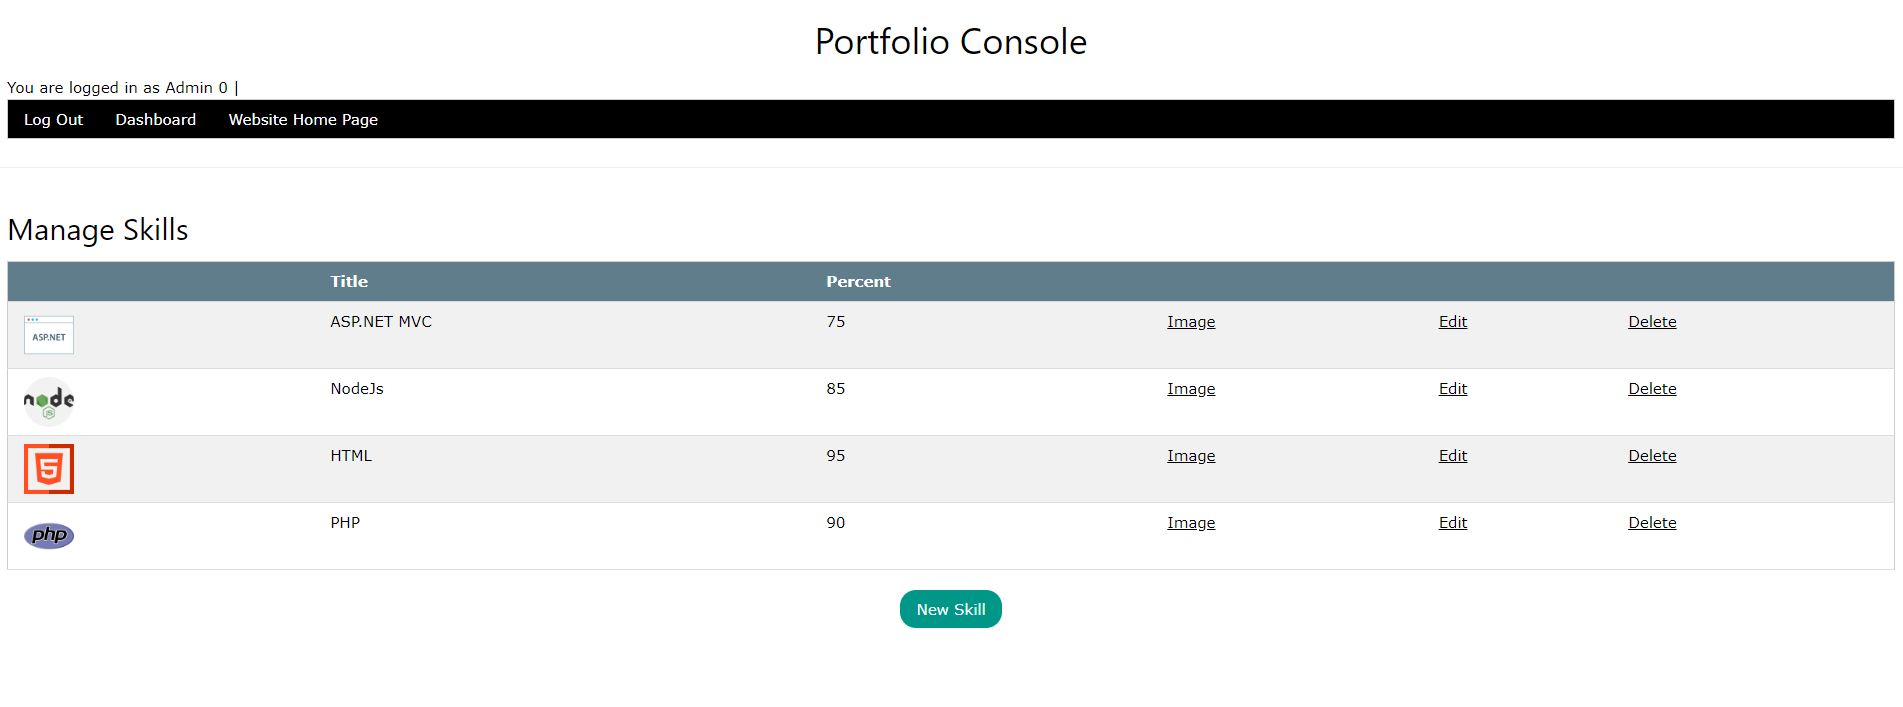 Portfolio Console
You are logged in as Admin 0 |
Log Out Dashboard Website Home Page
Manage Skills
Title Percent
ASP.NET ASP.NET MVC 75 Image Edit Delete
node JS NodeJs 85 Image Edit Delete
5 HTML 95 Image Edit Delete
php PHP 90 Image Edit Delete
New Skill